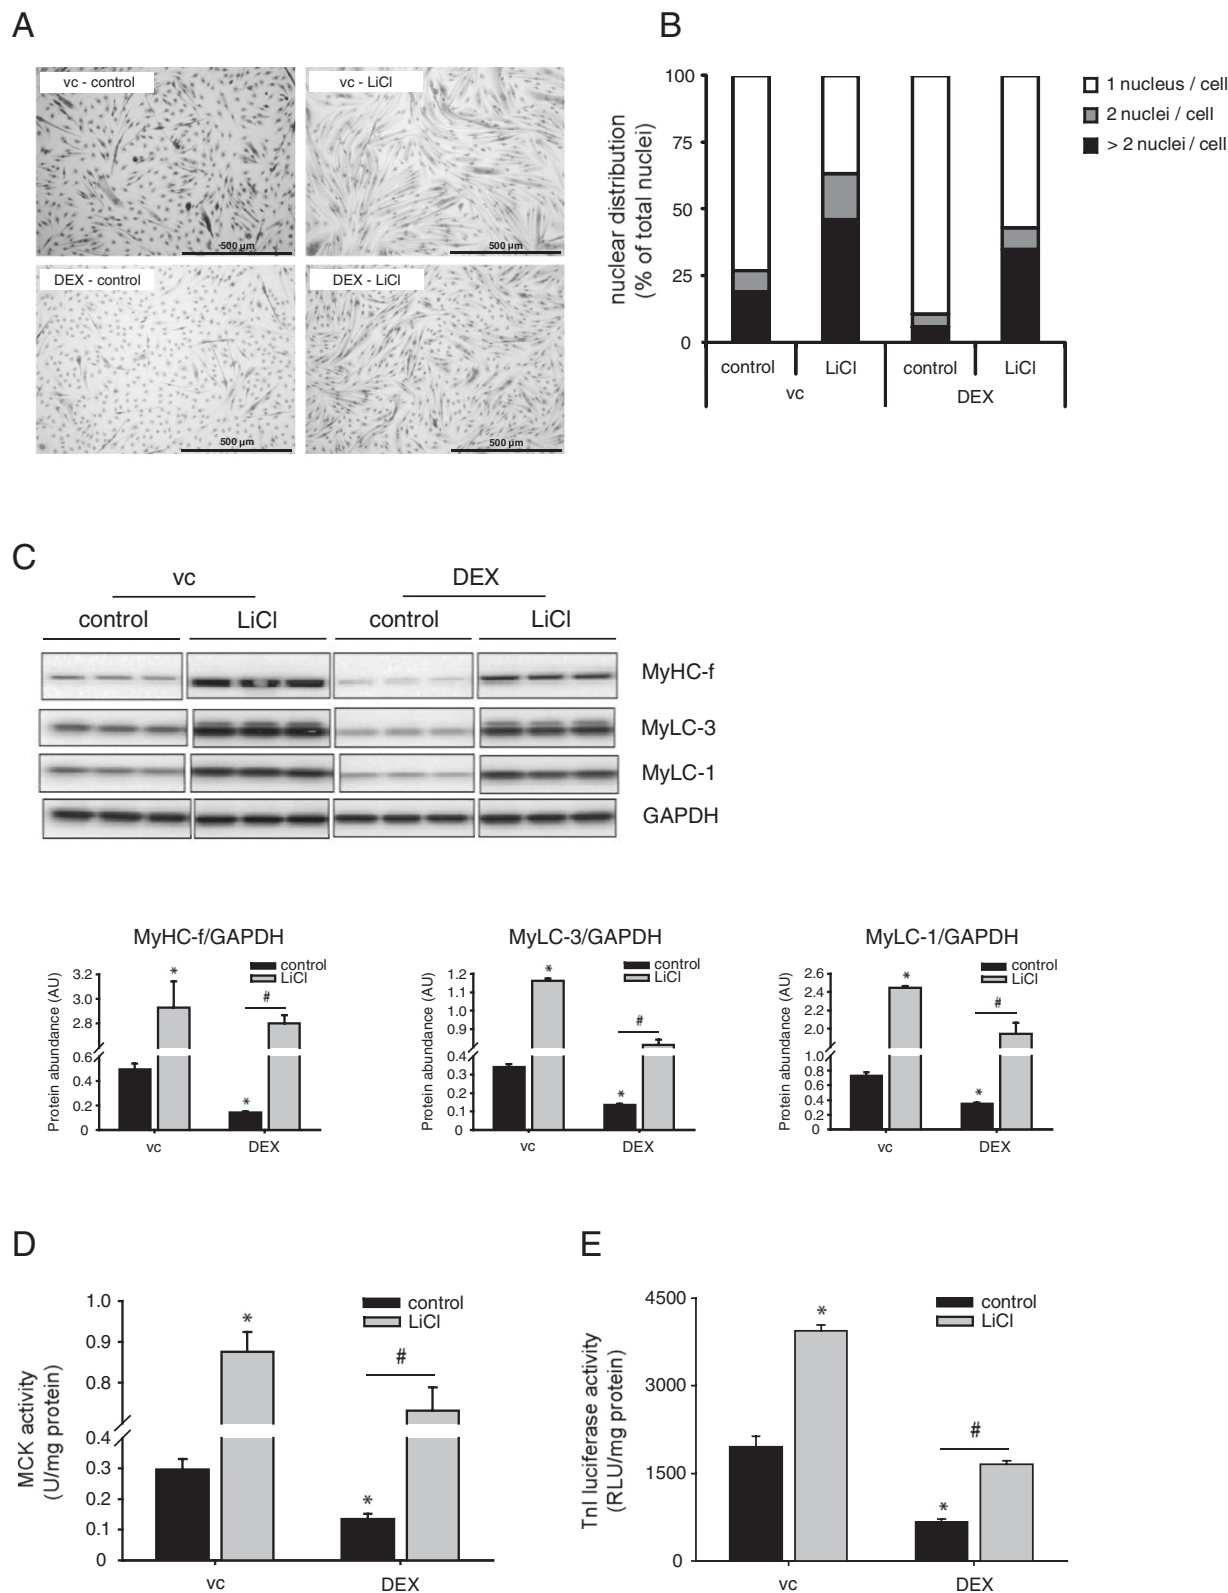 A
vc - control
vc - LiCl
500 µm
500 µm
DEX - control
DEX - LiCl
500 µm
500 µm
B
nuclear distribution
(% of total nuclei)
100
75
50
25
0
control
LiCl
control
LiCl
vc
DEX
1 nucleus / cell
2 nuclei / cell
> 2 nuclei / cell
C
vc
DEX
control
LiCl
control
LiCl
MyHC-f
MyLC-3
MyLC-1
GAPDH
MyHC-f/GAPDH
Protein abundance (AU)
3.2
3.0
2.8
0.6
0.4
0.2
0
control
LiCl
*
*
#
vc
DEX
MyLC-3/GAPDH
Protein abundance (AU)
1.2
1.1
1.0
0.9
0.4
0.3
0.2
0.1
0
control
LiCl
*
*
#
vc
DEX
MyLC-1/GAPDH
Protein abundance (AU)
2.6
2.4
2.2
2.0
1.0
0.8
0.6
0.4
0.2
0
control
LiCl
*
*
#
vc
DEX
D
MCK activity
(U/mg protein)
1.0
0.9
0.8
0.4
0.3
0.2
0.1
0
control
LiCl
*
*
#
vc
DEX
E
TnI luciferase activity
(RLU/mg protein)
4500
3000
1500
0
control
LiCl
*
*
#
vc
DEX